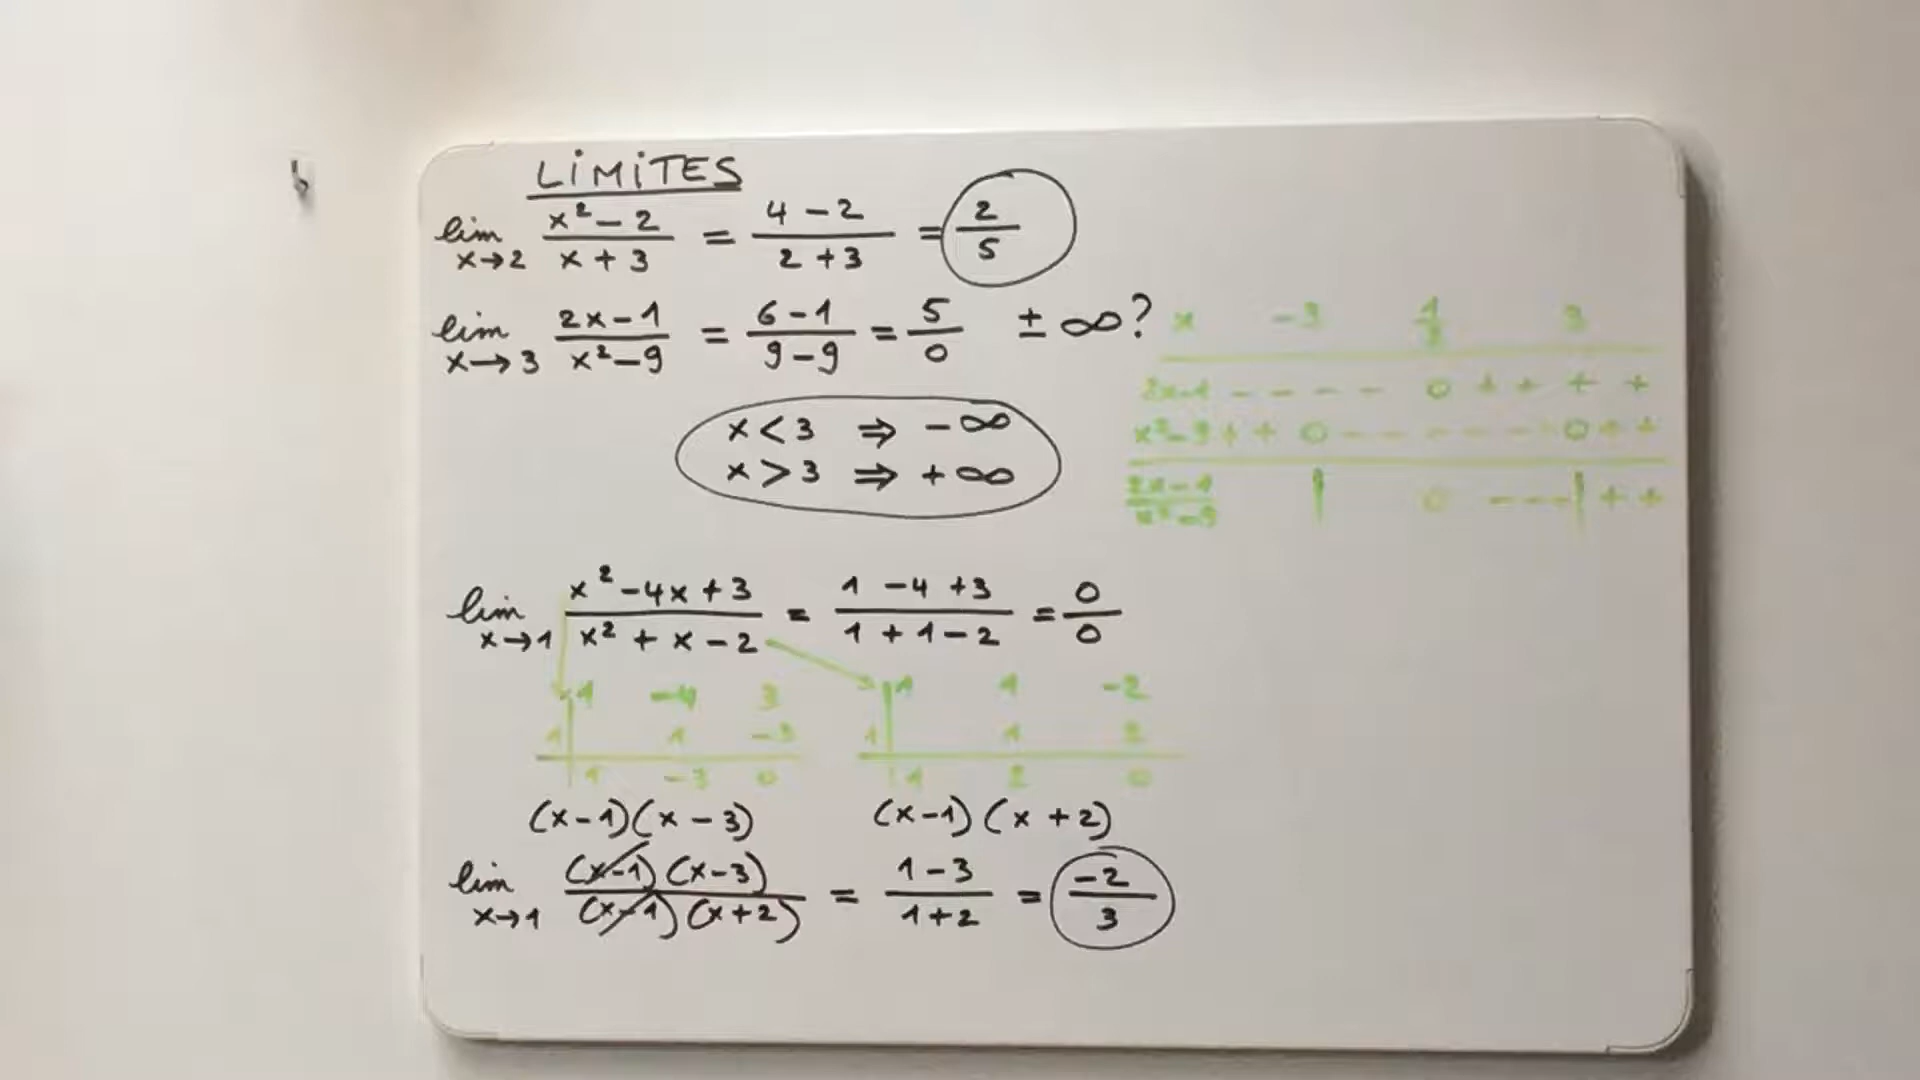 LiMiTES
lim x→2 x² - 2 / x + 3 = 4 - 2 / 2 + 3 = 2 / 5
lim x→3 2x - 1 / x² - 9 = 6 - 1 / 9 - 9 = 5 / 0 ± ∞ ?
x < 3 ⇒ - ∞
x > 3 ⇒ + ∞
x -3 3
2x-1 - - - - 0 + + + +
x²-9 + + 0 - - - - - - 0 + +
2x-1 / x²-9 | 0 - - - | + +
lim x→1 x² - 4x + 3 / x² + x - 2 = 1 - 4 + 3 / 1 + 1 - 2 = 0 / 0
1 -4 3 1 1 -2
1 1 -3 1 1 2
1 -3 0 1 2 0
(x-1)(x-3) (x-1)(x+2)
lim x→1 (x-1)(x-3) / (x-1)(x+2) = 1 - 3 / 1 + 2 = -2 / 3